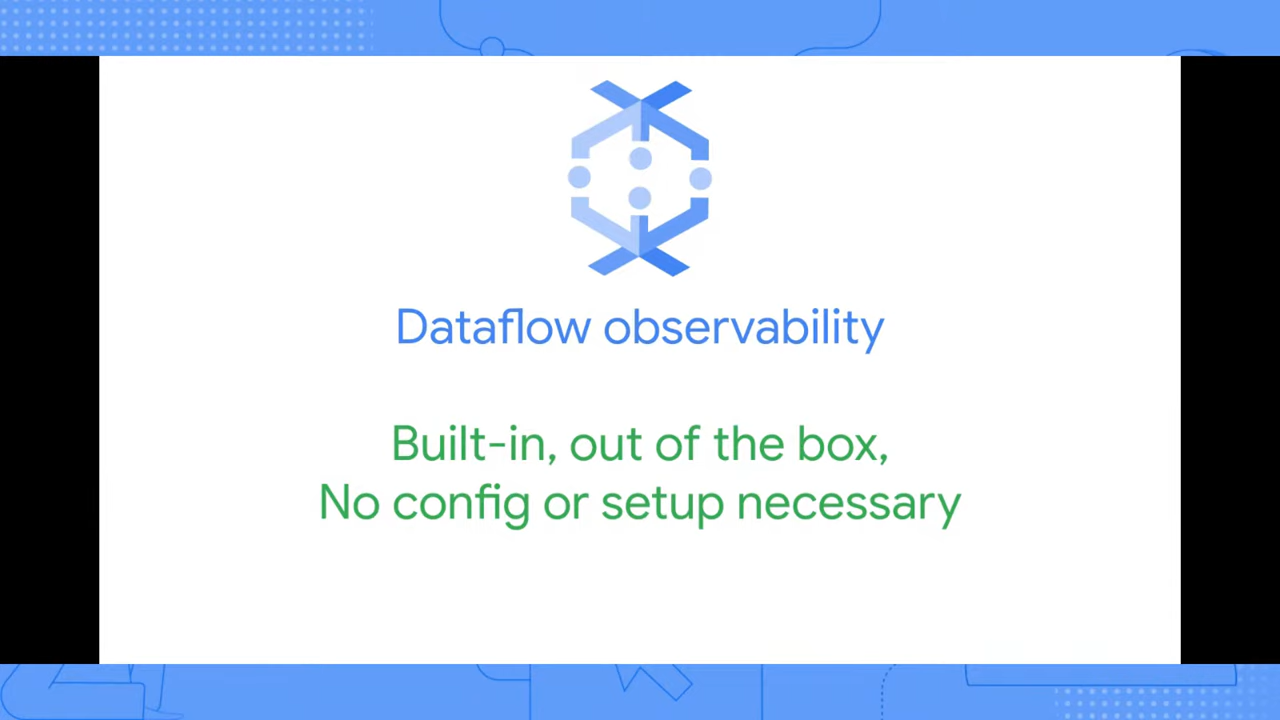 Dataflow observability
Built-in, out of the box,
No config or setup necessary